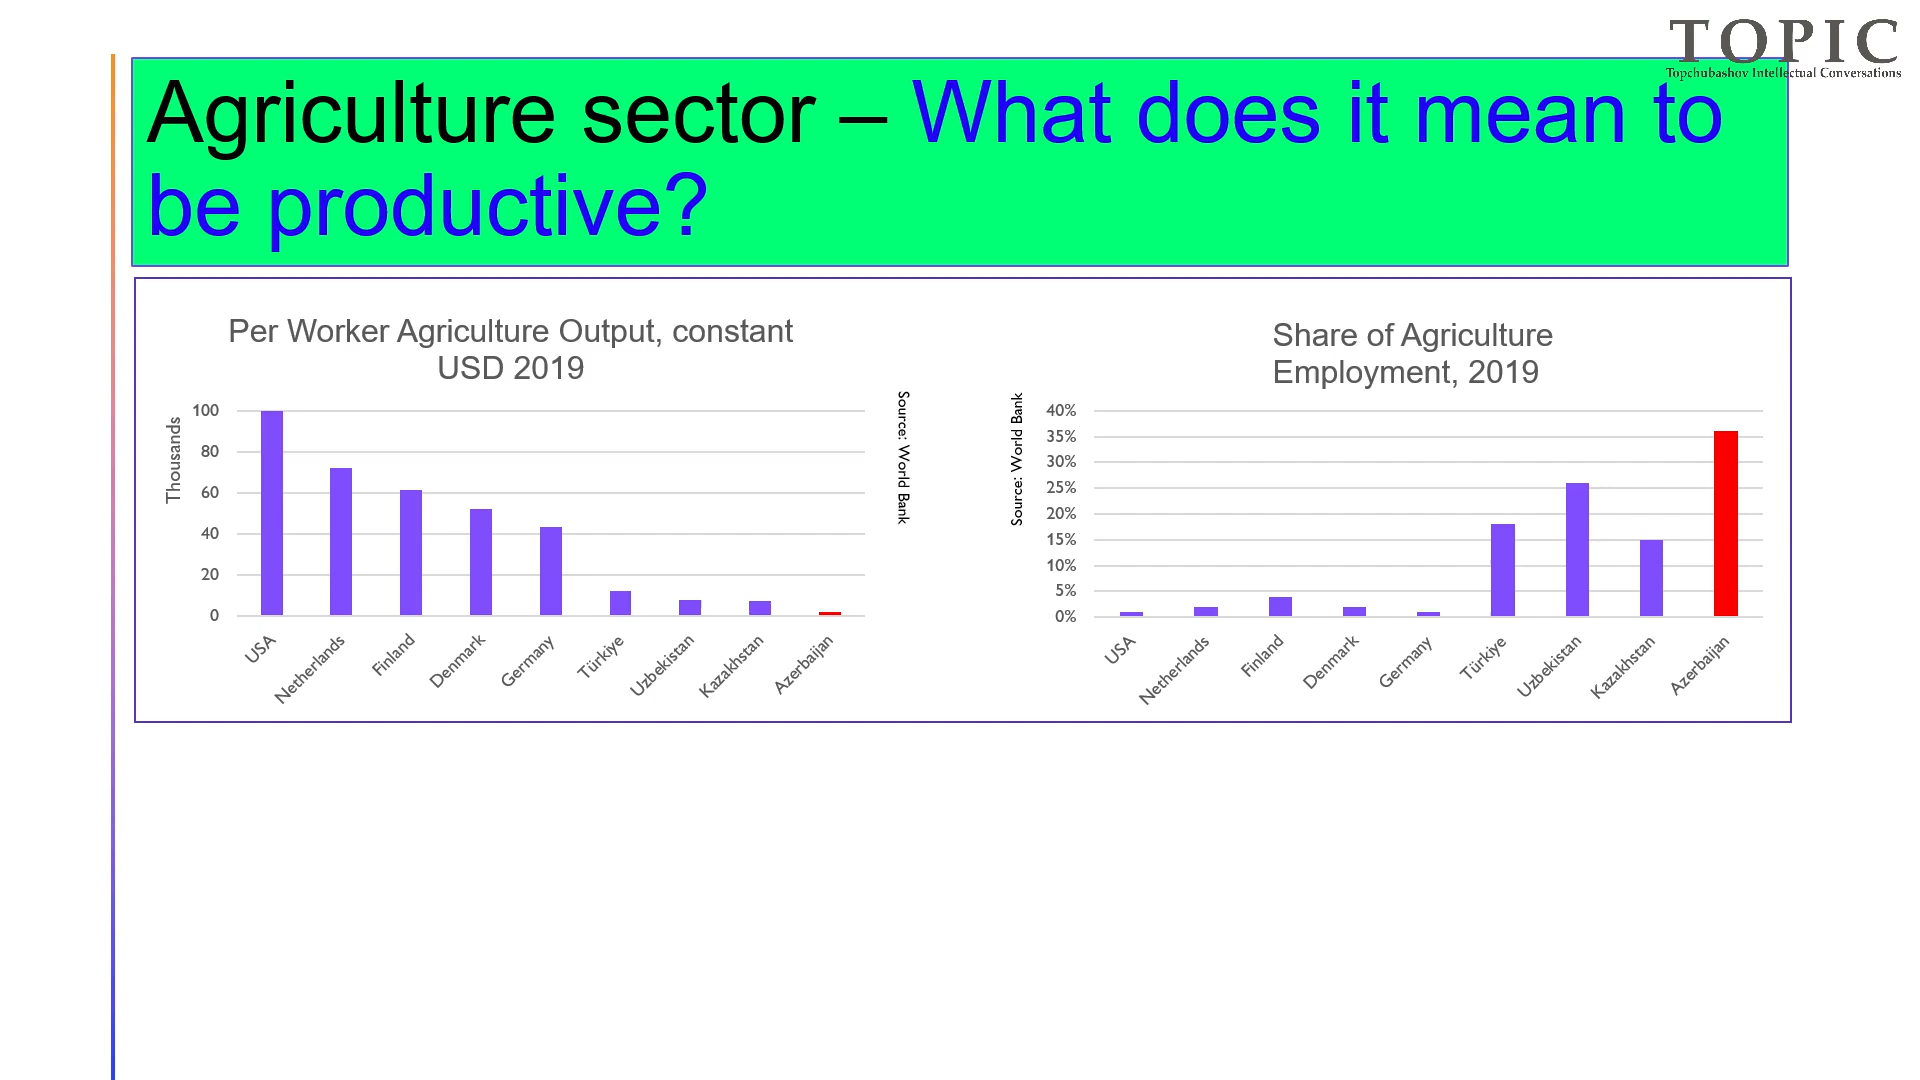 TOPIC
Topchubashov Intellectual Conversations
Agriculture sector – What does it mean to
be productive?
Per Worker Agriculture Output, constant
USD 2019
Thousands
100
80
60
40
20
0
USA
Netherlands
Finland
Denmark
Germany
Türkiye
Uzbekistan
Kazakhstan
Azerbaijan
Source: World Bank
Share of Agriculture
Employment, 2019
Source: World Bank
40%
35%
30%
25%
20%
15%
10%
5%
0%
USA
Netherlands
Finland
Denmark
Germany
Türkiye
Uzbekistan
Kazakhstan
Azerbaijan